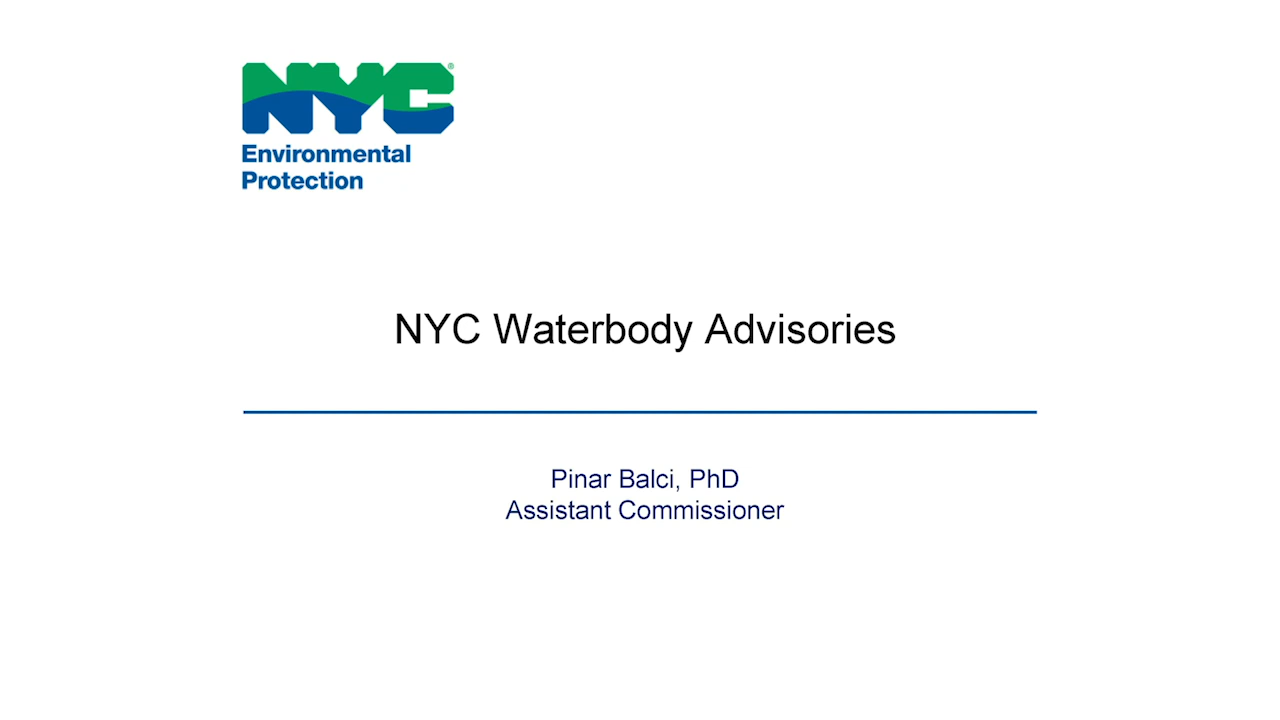 NYC®
Environmental
Protection
NYC Waterbody Advisories
Pinar Balci, PhD
Assistant Commissioner